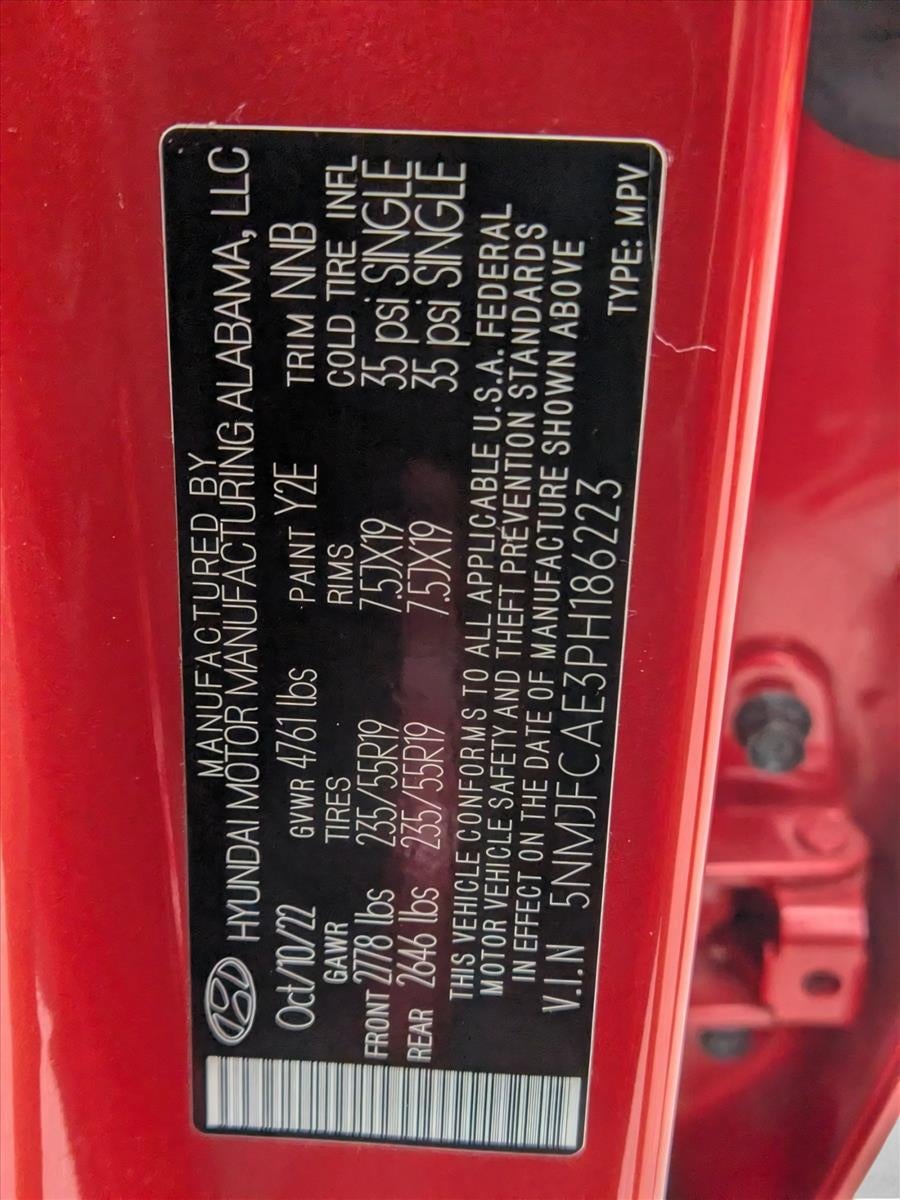 MANUFACTURED BY
HYUNDAI MOTOR MANUFACTURING ALABAMA, LLC
Oct/10/22 GVWR 4761 lbs PAINT Y2E TRIM NNB
GAWR TIRES RIMS COLD TIRE INFL
FRONT 2778 lbs 235/55R19 7.5JX19 35 psi SINGLE
REAR 2646 lbs 235/55R19 7.5JX19 35 psi SINGLE
THIS VEHICLE CONFORMS TO ALL APPLICABLE U.S.A. FEDERAL
MOTOR VEHICLE SAFETY AND THEFT PREVENTION STANDARDS
IN EFFECT ON THE DATE OF MANUFACTURE SHOWN ABOVE
V.I.N 5NMJFCAE3PH186223 TYPE: MPV